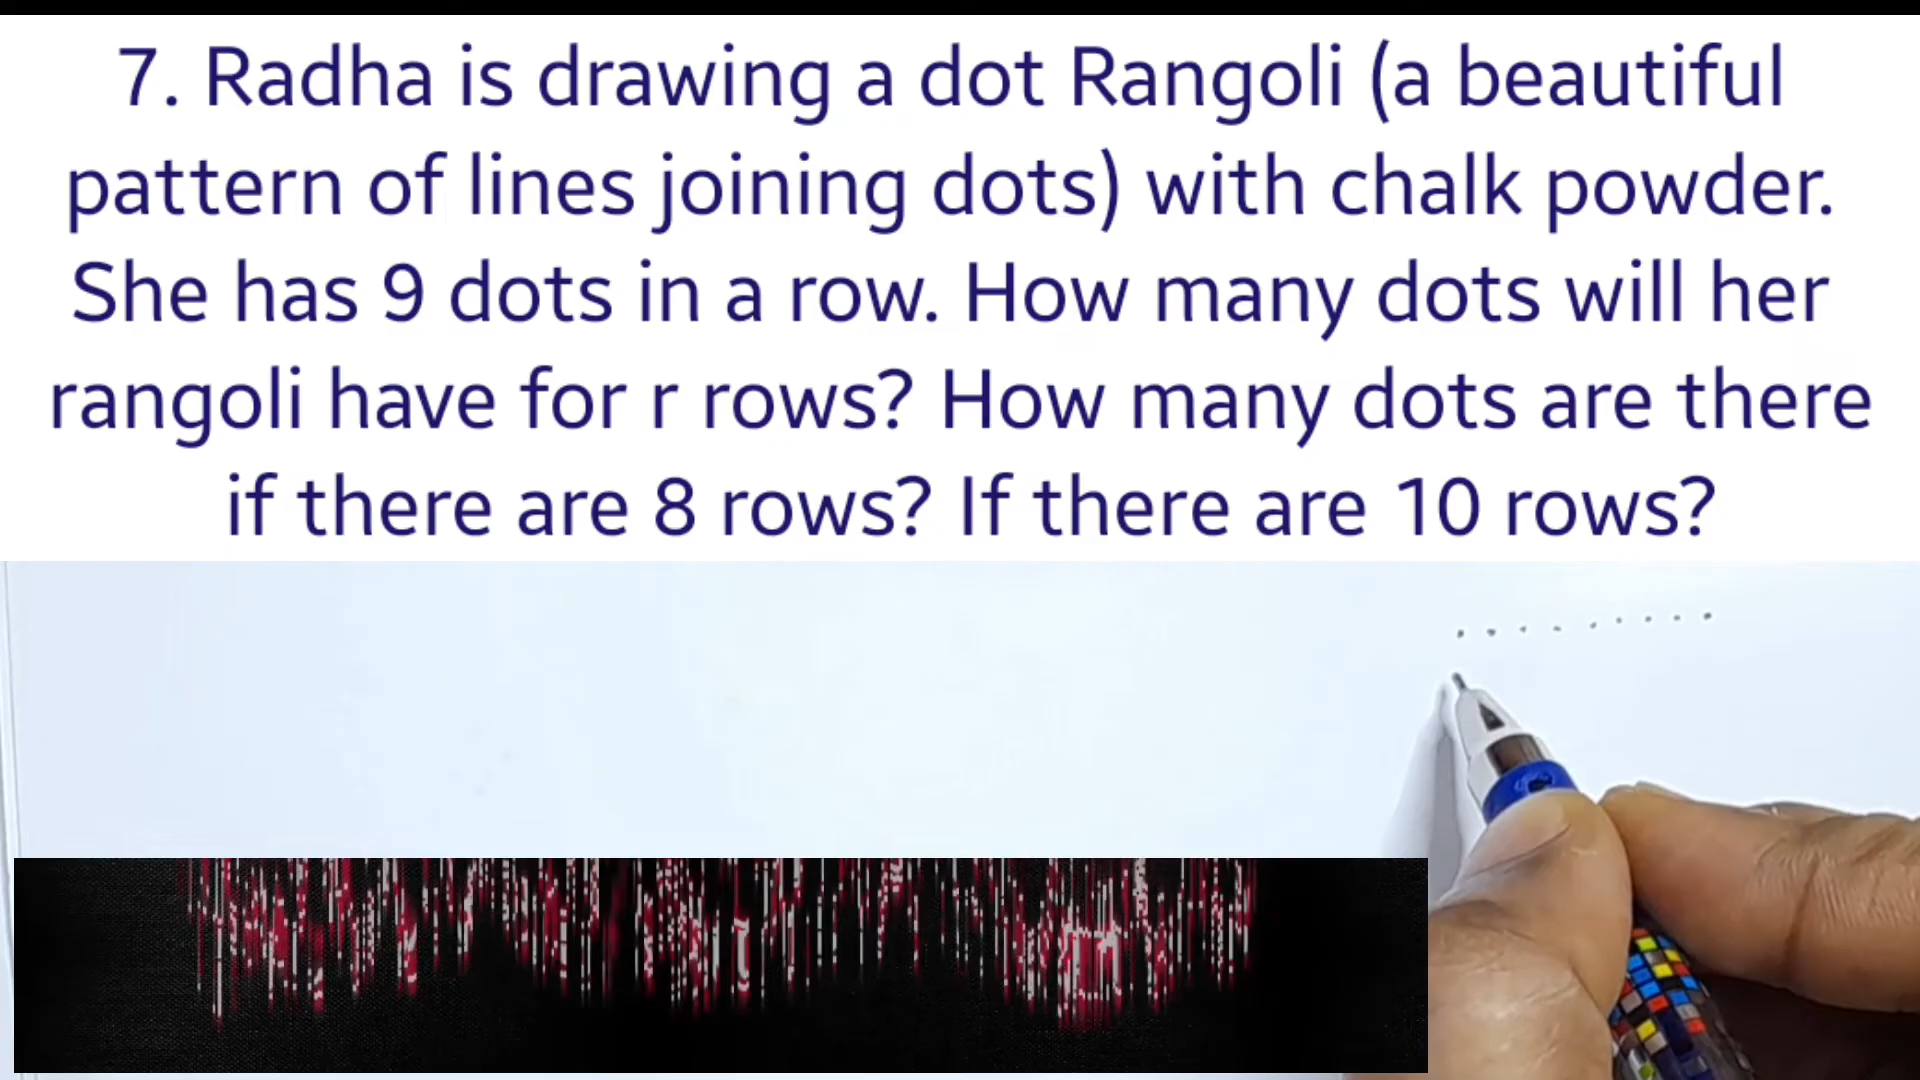 7. Radha is drawing a dot Rangoli (a beautiful
pattern of lines joining dots) with chalk powder.
She has 9 dots in a row. How many dots will her
rangoli have for r rows? How many dots are there
if there are 8 rows? If there are 10 rows?